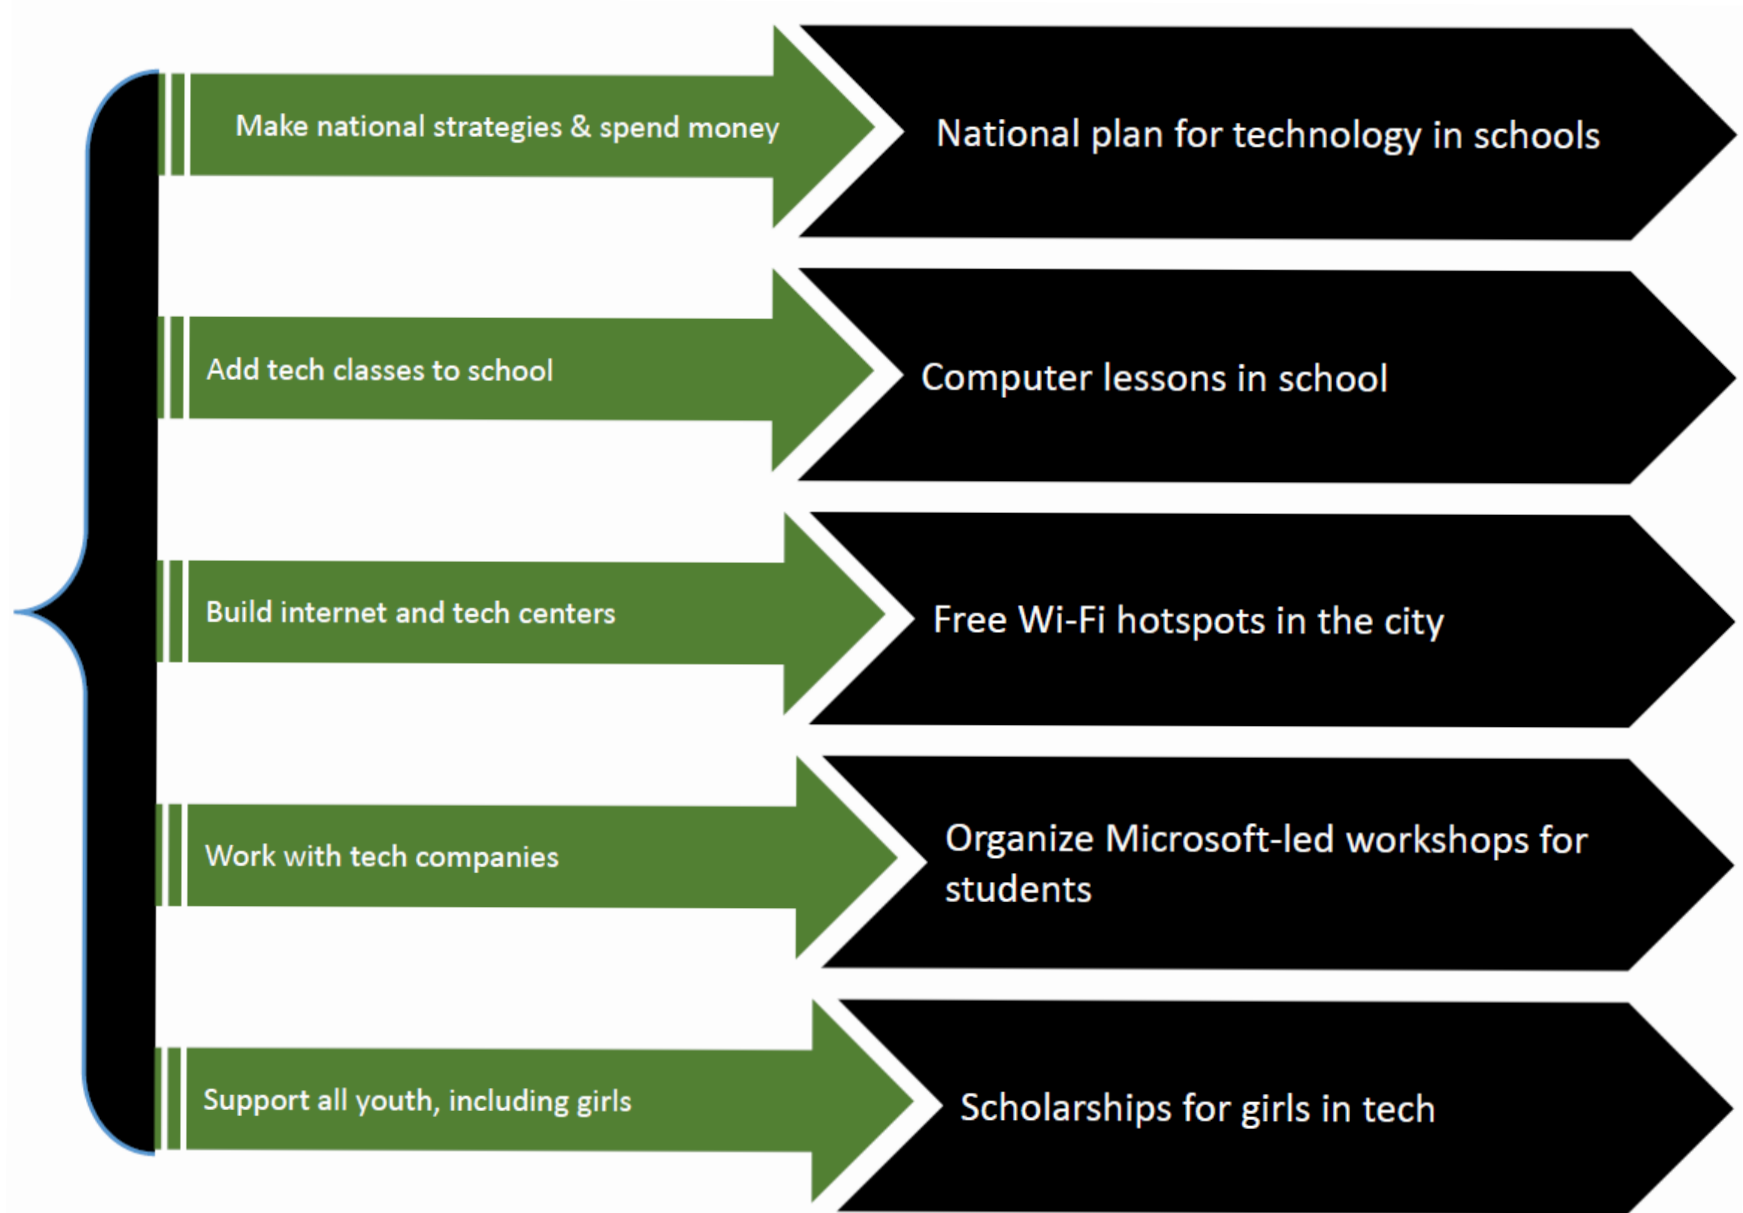 Make national strategies & spend money
National plan for technology in schools
Add tech classes to school
Computer lessons in school
Build internet and tech centers
Free Wi-Fi hotspots in the city
Work with tech companies
Organize Microsoft-led workshops for
students
Support all youth, including girls
Scholarships for girls in tech